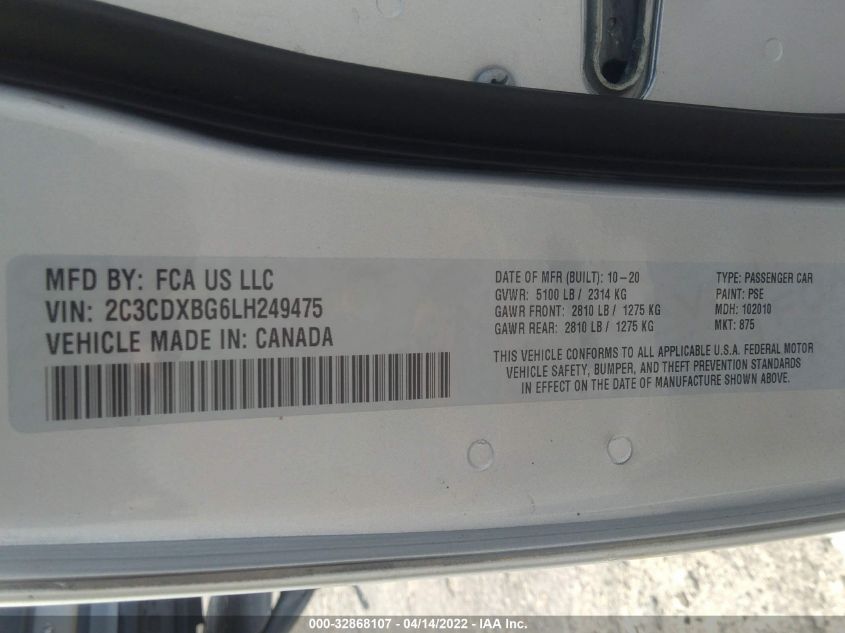 MFD BY: FCA US LLC
VIN: 2C3CDXBG6LH249475
VEHICLE MADE IN: CANADA
DATE OF MFR (BUILT): 10-20
GVWR: 5100 LB / 2314 KG
GAWR FRONT: 2810 LB / 1275 KG
GAWR REAR: 2810 LB / 1275 KG
TYPE: PASSENGER CAR
PAINT: PSE
MDH: 102010
MKT: 875
THIS VEHICLE CONFORMS TO ALL APPLICABLE U.S.A. FEDERAL MOTOR
VEHICLE SAFETY, BUMPER, AND THEFT PREVENTION STANDARDS
IN EFFECT ON THE DATE OF MANUFACTURE SHOWN ABOVE.
000-32868107 - 04/14/2022 - IAA Inc.